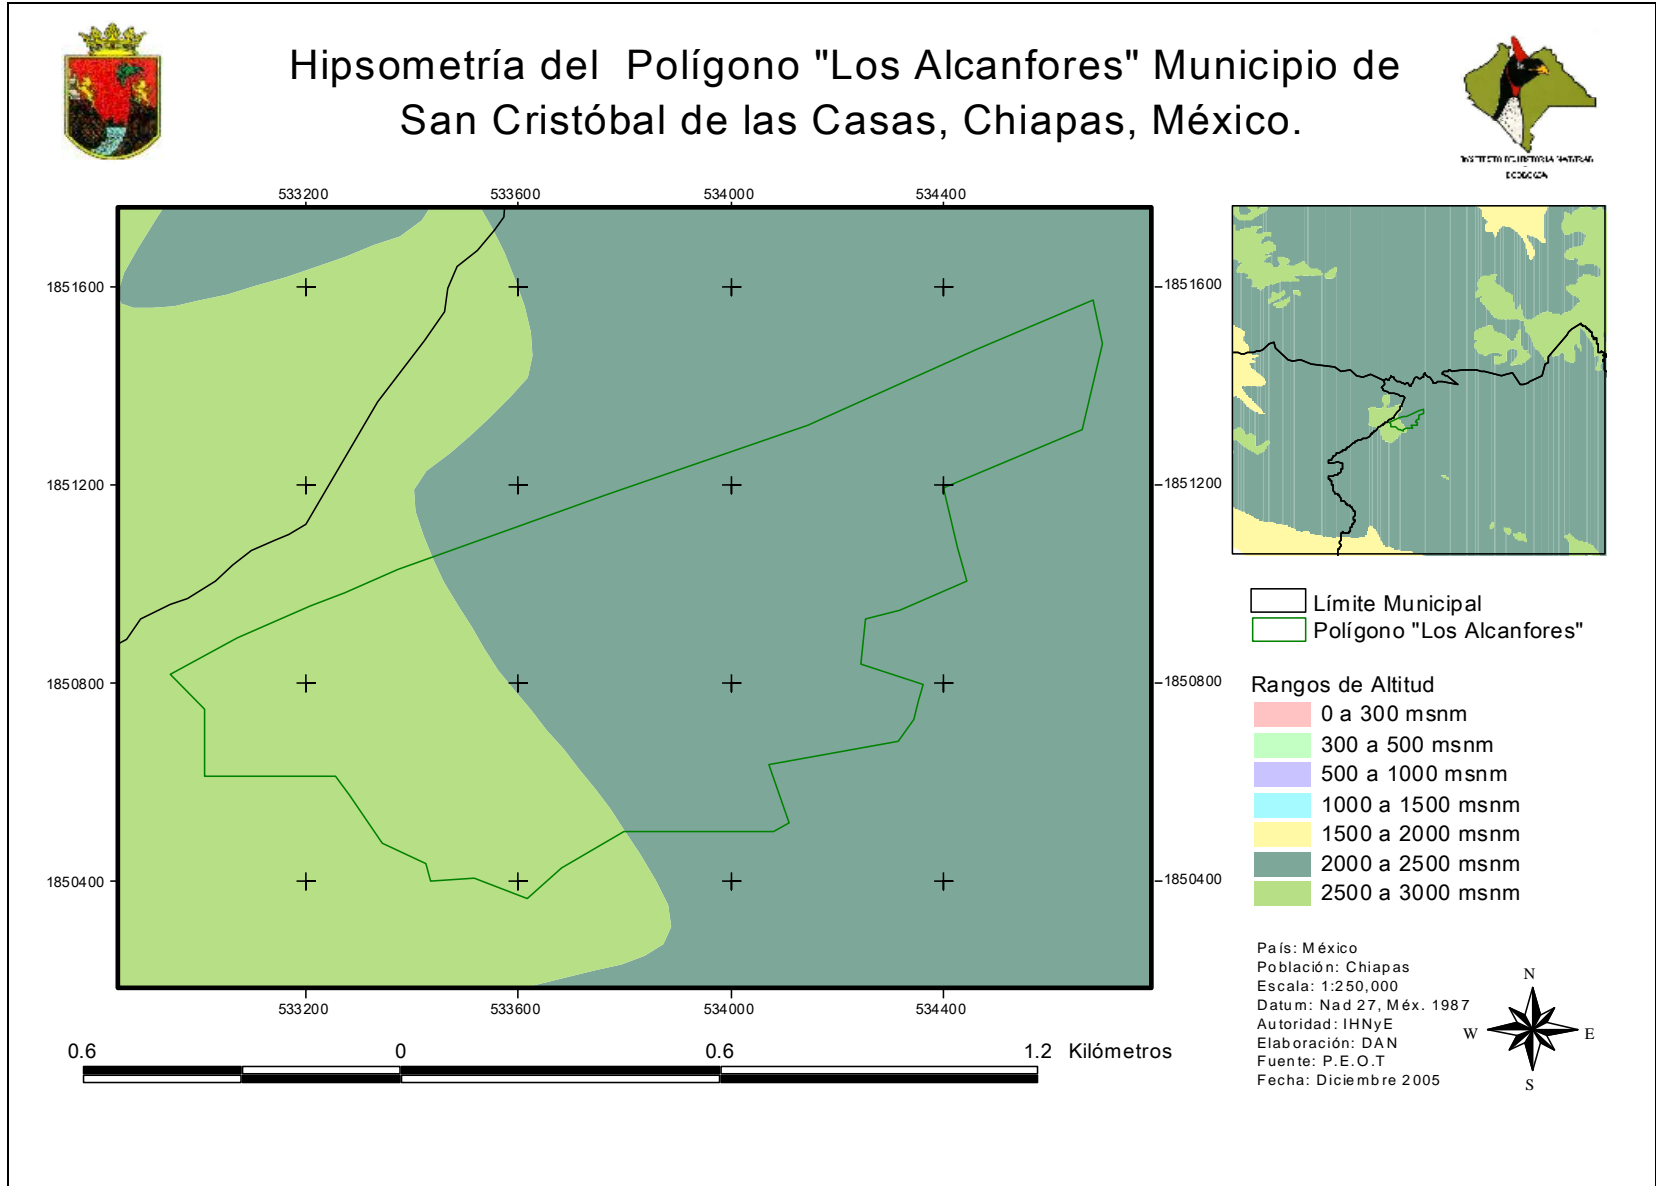 Hipsometría del Polígono "Los Alcanfores" Municipio de
San Cristóbal de las Casas, Chiapas, México.
533200 533600 534000 534400
1851600 1851600
1851200 1851200
1850800 1850800
1850400 1850400
533200 533600 534000 534400
0.6 0 0.6 1.2 Kilómetros
Límite Municipal
Polígono "Los Alcanfores"
Rangos de Altitud
0 a 300 msnm
300 a 500 msnm
500 a 1000 msnm
1000 a 1500 msnm
1500 a 2000 msnm
2000 a 2500 msnm
2500 a 3000 msnm
País: México
Población: Chiapas
Escala: 1:250,000
Datum: Nad 27, Méx. 1987
Autoridad: IHNyE
Elaboración: DAN
Fuente: P.E.O.T
Fecha: Diciembre 2005
N
W E
S